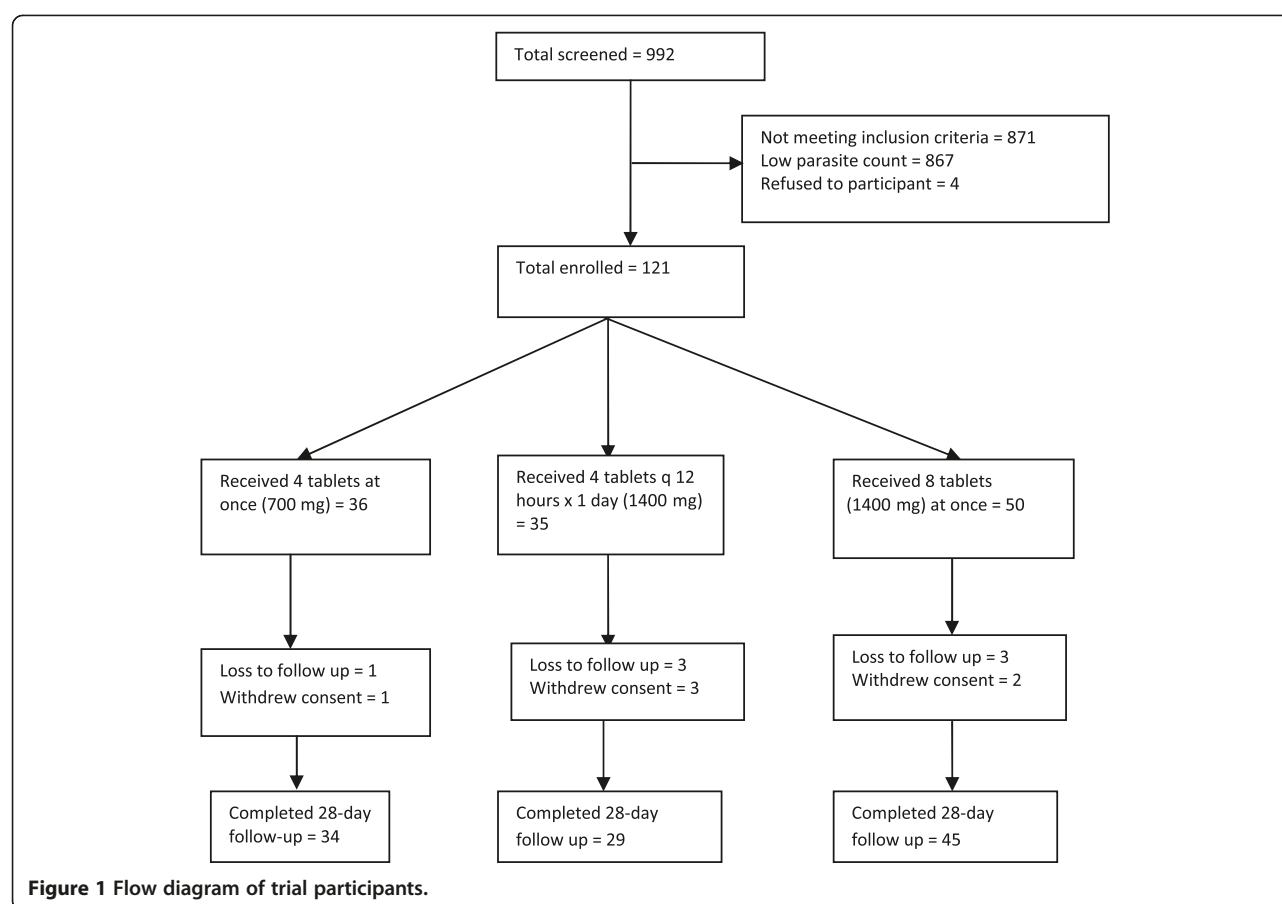 Total screened = 992
Not meeting inclusion criteria = 871
Low parasite count = 867
Refused to participant = 4
Total enrolled = 121
Received 4 tablets at
once (700 mg) = 36
Received 4 tablets q 12
hours x 1 day (1400 mg)
= 35
Received 8 tablets
(1400 mg) at once = 50
Loss to follow up = 1
Withdrew consent = 1
Loss to follow up = 3
Withdrew consent = 3
Loss to follow up = 3
Withdrew consent = 2
Completed 28-day
follow-up = 34
Completed 28-day
follow up = 29
Completed 28-day
follow up = 45
Figure 1 Flow diagram of trial participants.